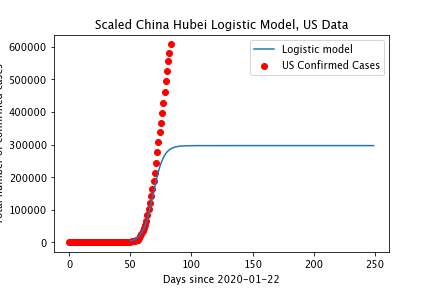 Scaled China Hubei Logistic Model, US Data
600000
500000
400000
300000
200000
100000
0
Logistic model
US Confirmed Cases
0 50 100 150 200 250
Days since 2020-01-22